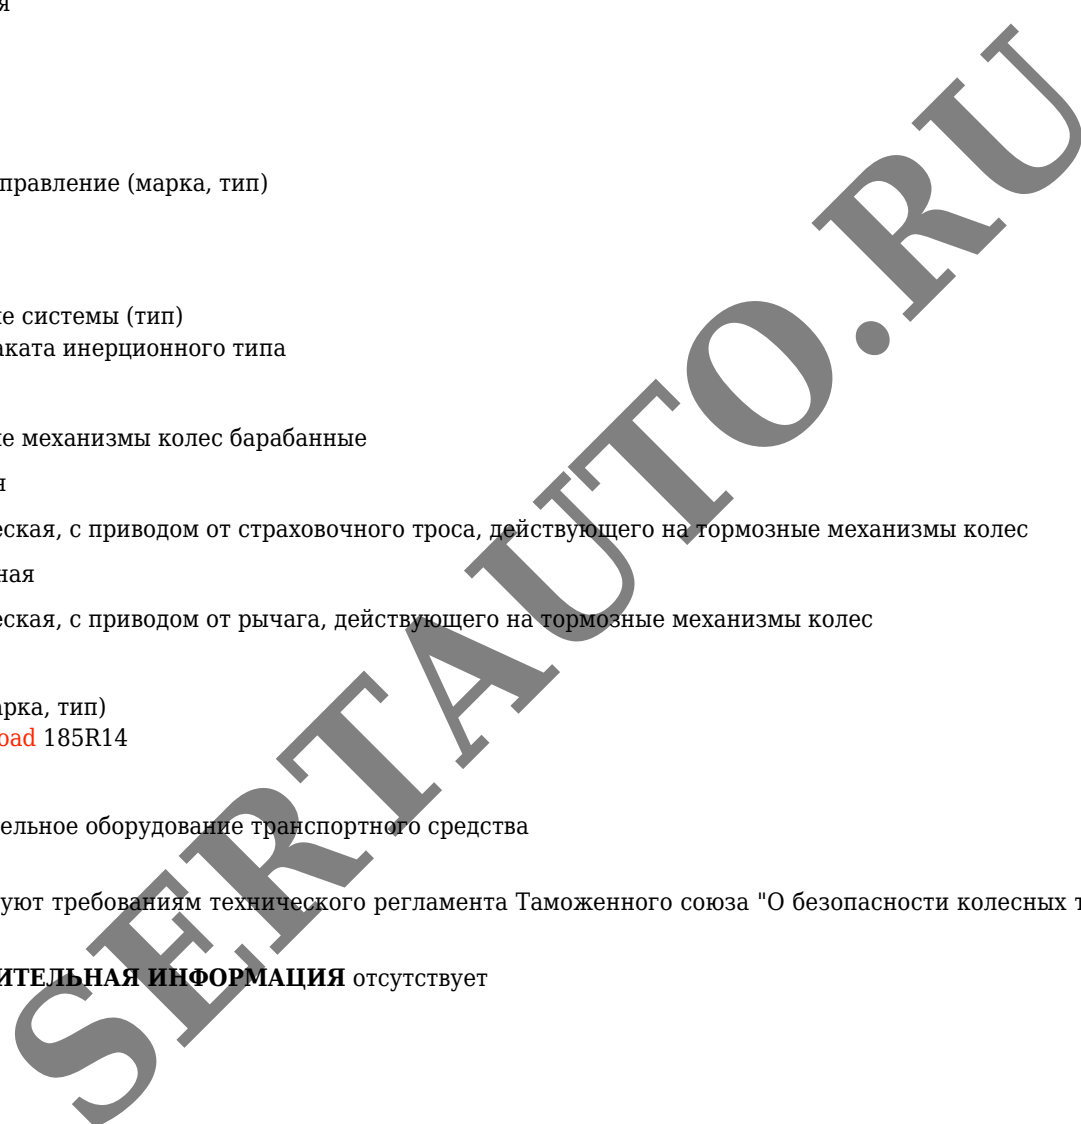 я
правление (марка, тип)
е системы (тип)
аката инерционного типа
е механизмы колес барабанные
я
еская, с приводом от страховочного троса, действующего на тормозные механизмы колес
ная
еская, с приводом от рычага, действующего на тормозные механизмы колес
арка, тип)
oad 185R14
ельное оборудование транспортного средства
уют требованиям технического регламента Таможенного союза "О безопасности колесных т
ИТЕЛЬНАЯ ИНФОРМАЦИЯ отсутствует
SERTAUTO.RU